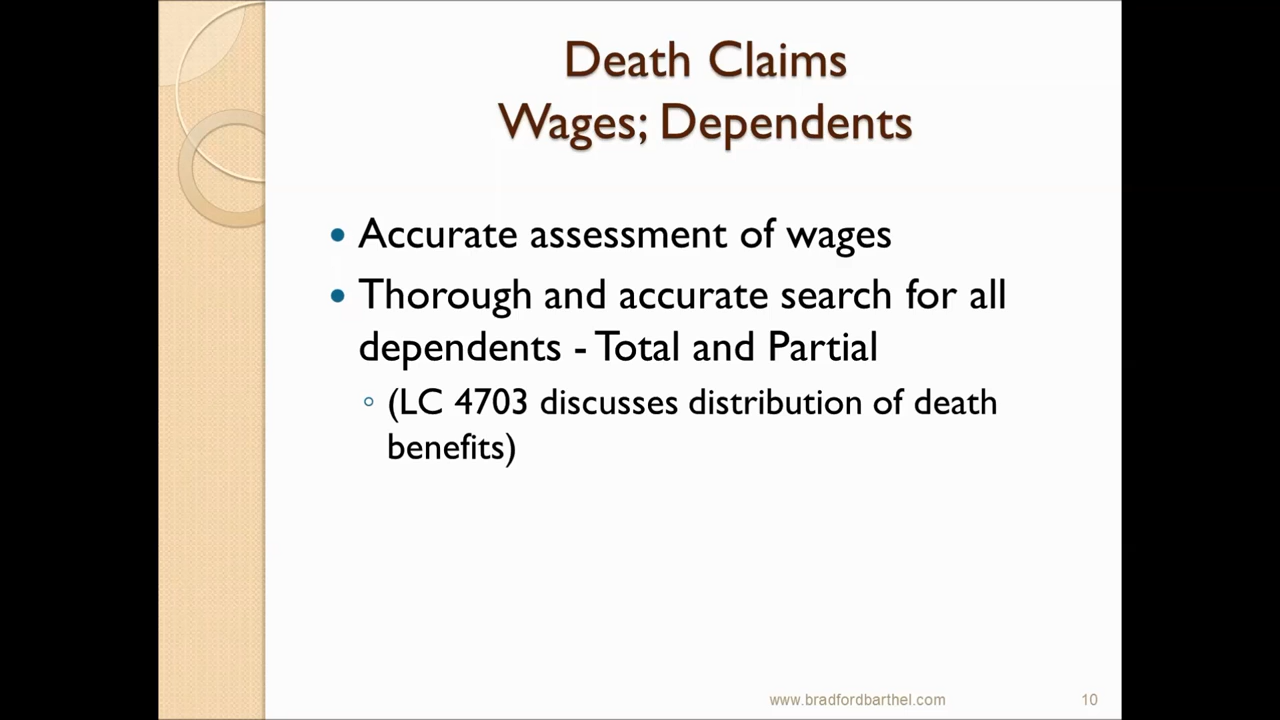 Death Claims
Wages; Dependents
• Accurate assessment of wages
• Thorough and accurate search for all
dependents - Total and Partial
◦ (LC 4703 discusses distribution of death
benefits)
www.bradfordbarthel.com 10